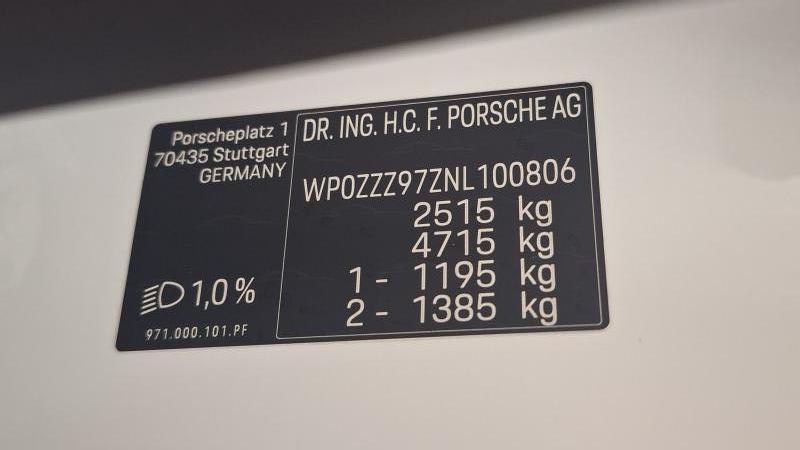 Porscheplatz 1
70435 Stuttgart
GERMANY
1,0 %
971.000.101.PF
DR. ING. H.C. F. PORSCHE AG
WP0ZZZ97ZNL100806
2515 kg
4715 kg
1 - 1195 kg
2 - 1385 kg